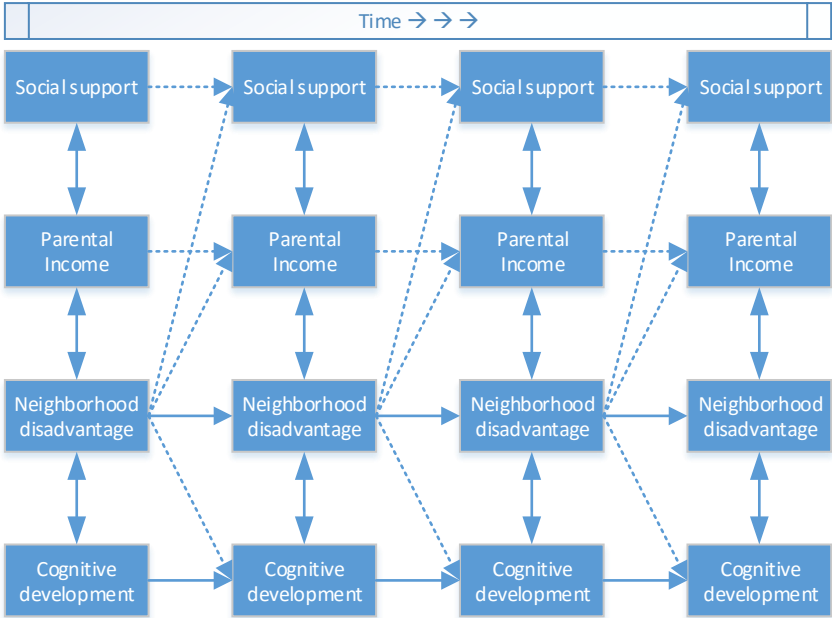 Time → → →
Social support
Social support
Social support
Social support
Parental
Income
Parental
Income
Parental
Income
Parental
Income
Neighborhood
disadvantage
Neighborhood
disadvantage
Neighborhood
disadvantage
Neighborhood
disadvantage
Cognitive
development
Cognitive
development
Cognitive
development
Cognitive
development